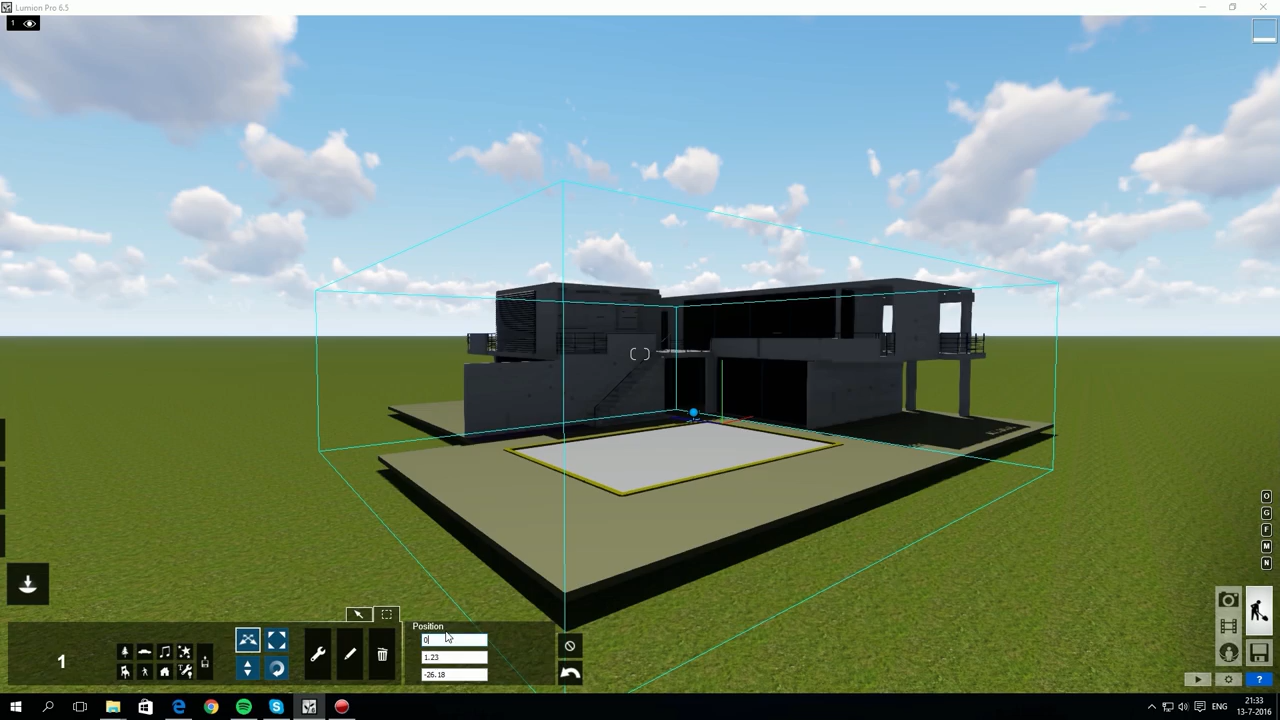 Lumion Pro 6.5
1
O
G
F
M
N
Position
0
1
1.23
-26.18
?
ENG
21:33
13-7-2016